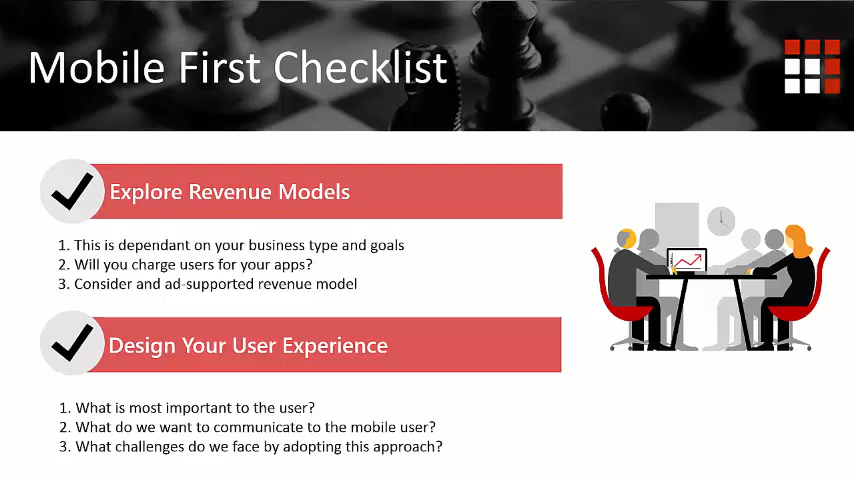 Mobile First Checklist
Explore Revenue Models
1. This is dependant on your business type and goals
2. Will you charge users for your apps?
3. Consider and ad-supported revenue model
Design Your User Experience
1. What is most important to the user?
2. What do we want to communicate to the mobile user?
3. What challenges do we face by adopting this approach?